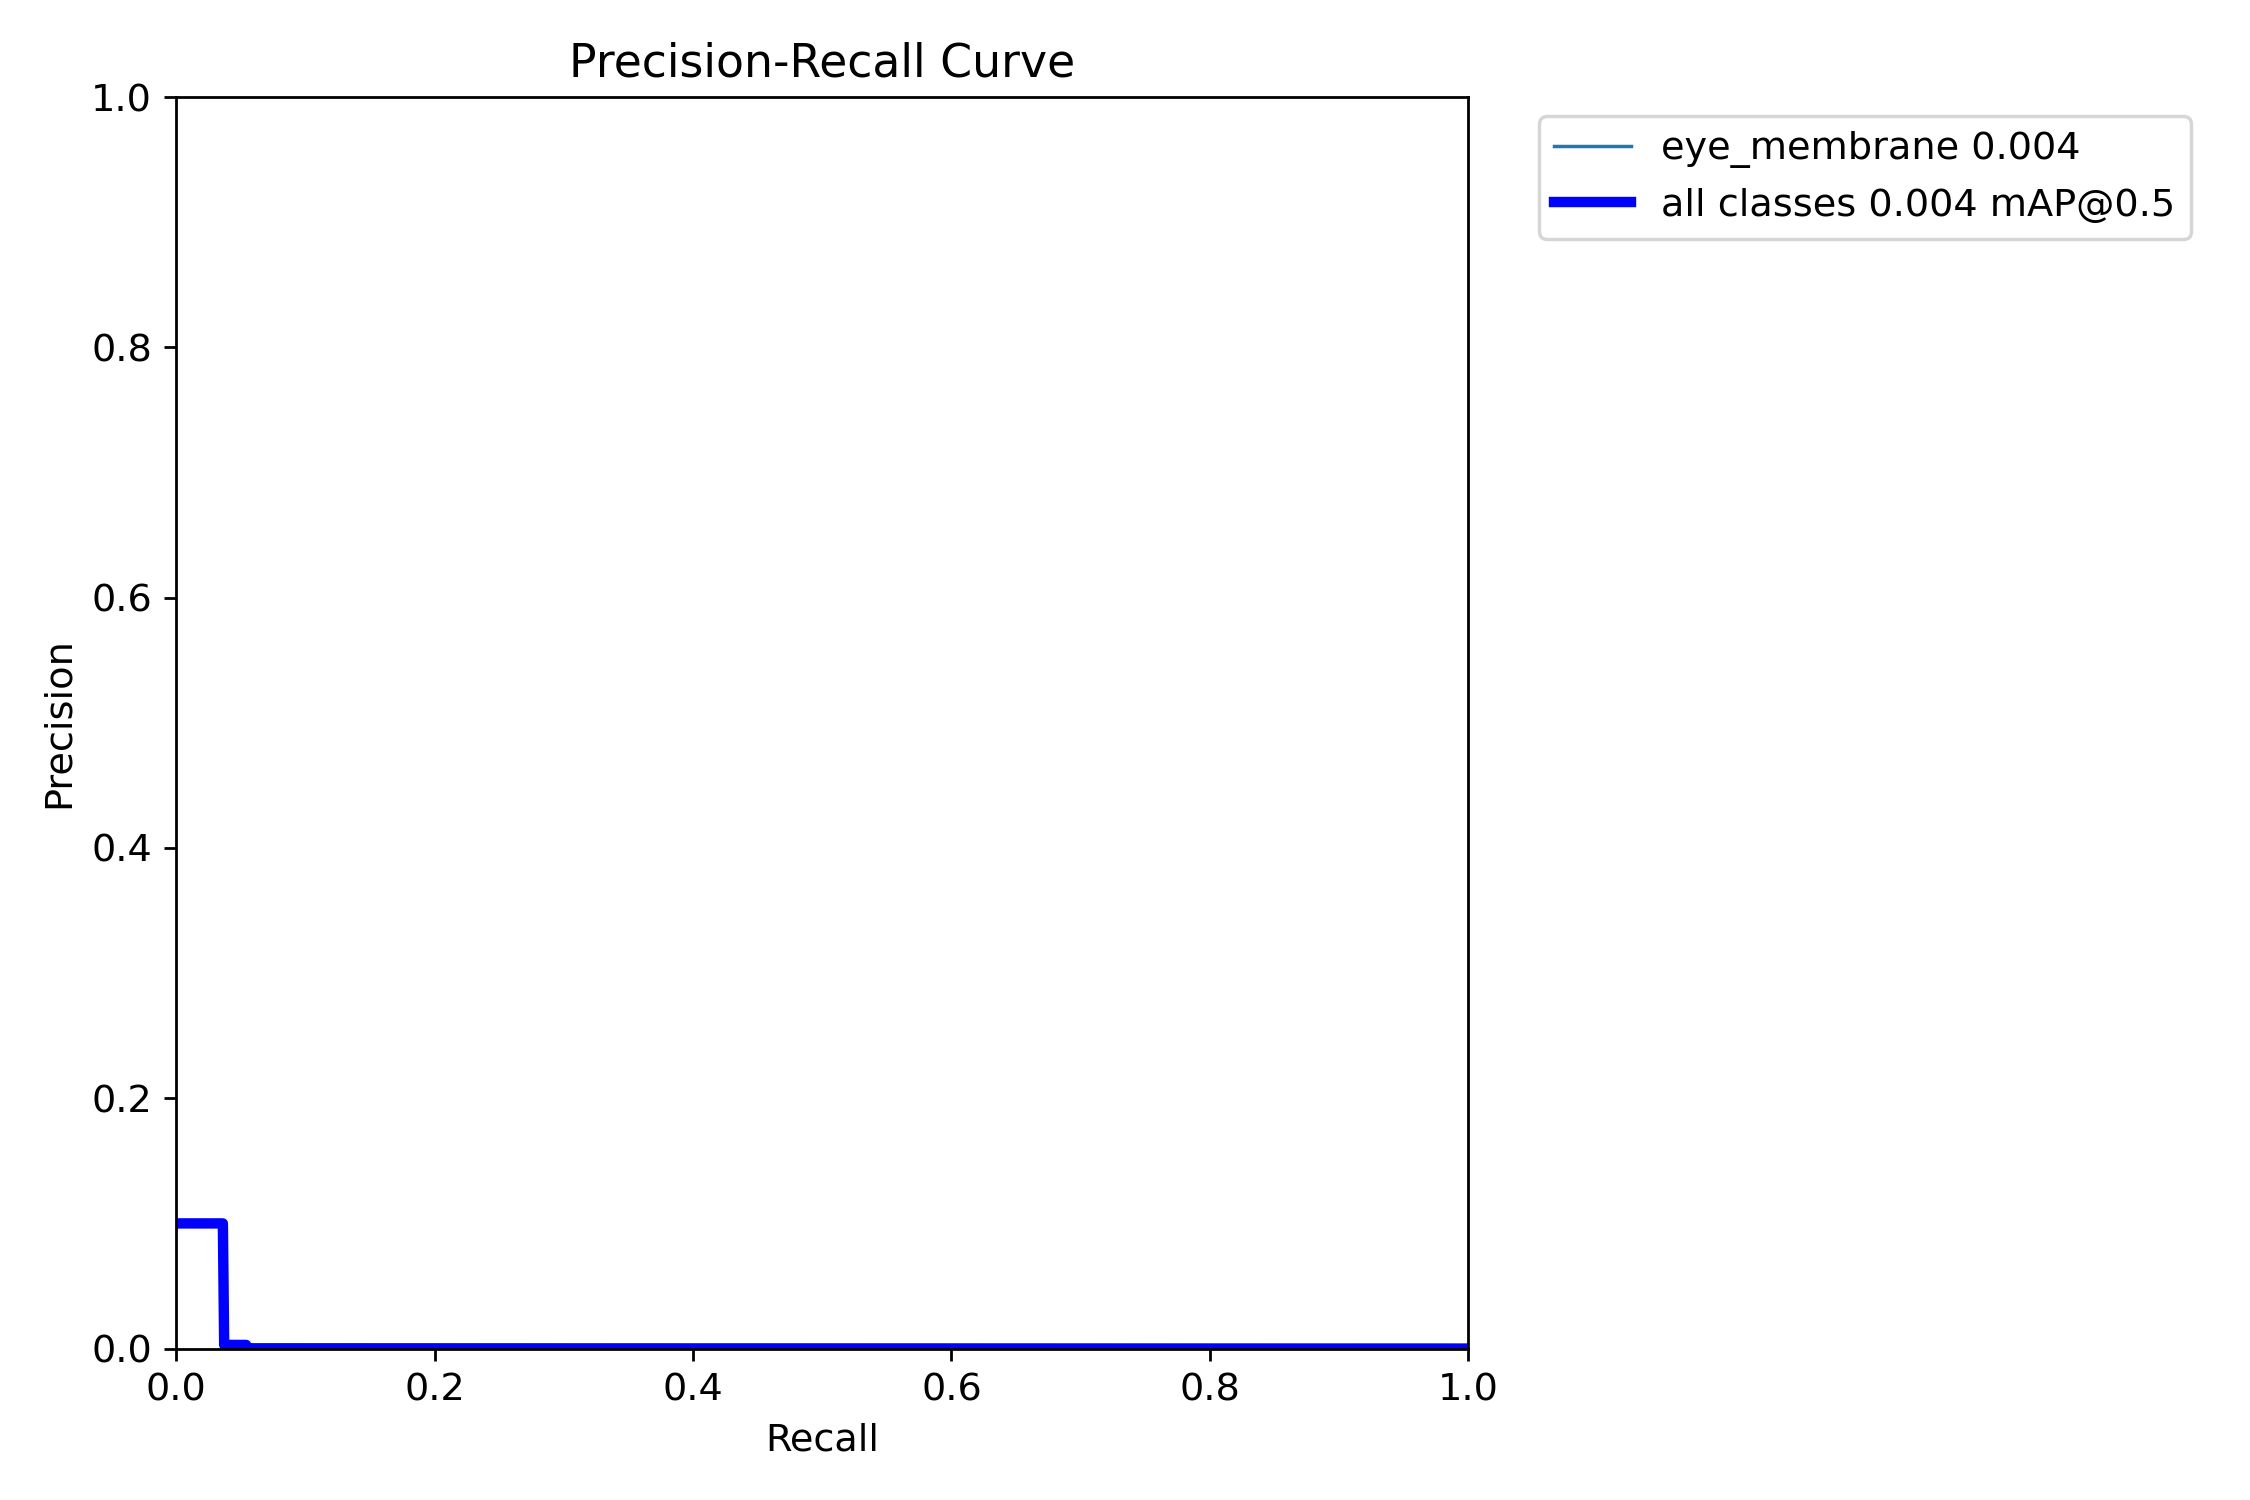 Precision-Recall Curve
1.0
0.8
0.6
0.4
0.2
0.0
Precision
0.0 0.2 0.4 0.6 0.8 1.0
Recall
eye_membrane 0.004
all classes 0.004 mAP@0.5